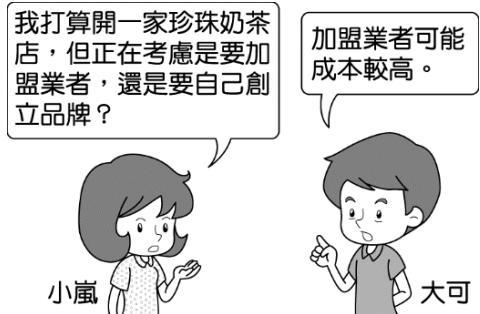 我打算開一家珍珠奶茶
店，但正在考慮是要加
盟業者，還是要自己創
立品牌？
加盟業者可能
成本較高。
小嵐
大可